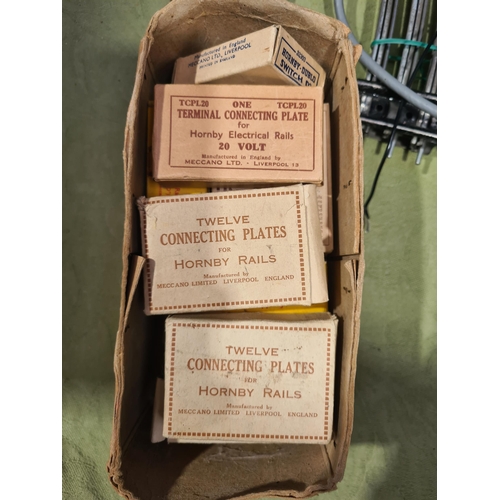 Manufactured in England
MECCANO LTD., LIVERPOOL
HORNBY-DUBLO
SWITCH
TCPL20 ONE TCPL20
TERMINAL CONNECTING PLATE
for
Hornby Electrical Rails
20 VOLT
Manufactured in England by
MECCANO LTD. - LIVERPOOL 13
TWELVE
CONNECTING PLATES
FOR
HORNBY RAILS
Manufactured by
MECCANO LIMITED LIVERPOOL ENGLAND
TWELVE
CONNECTING PLATES
FOR
HORNBY RAILS
Manufactured by
MECCANO LIMITED LIVERPOOL ENGLAND